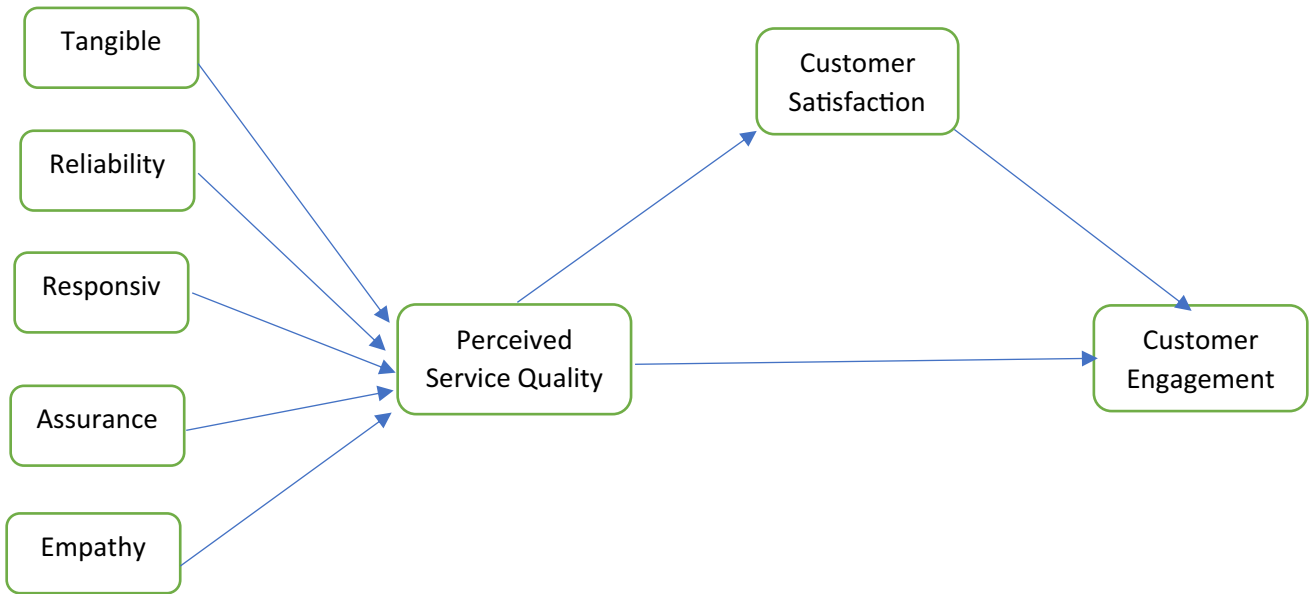 Tangible
Reliability
Responsiv
Assurance
Empathy
Perceived
Service Quality
Customer
Satisfaction
Customer
Engagement